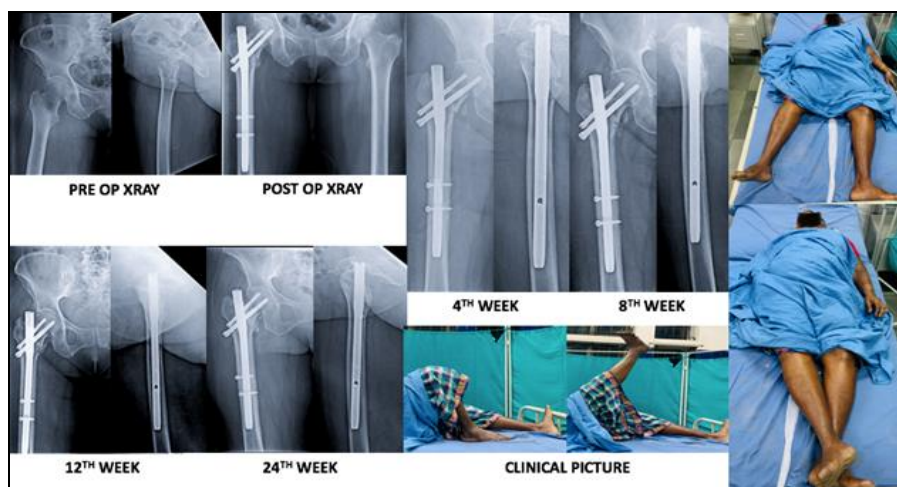 PRE OP XRAY
POST OP XRAY
4TH WEEK
8TH WEEK
12TH WEEK
24TH WEEK
CLINICAL PICTURE